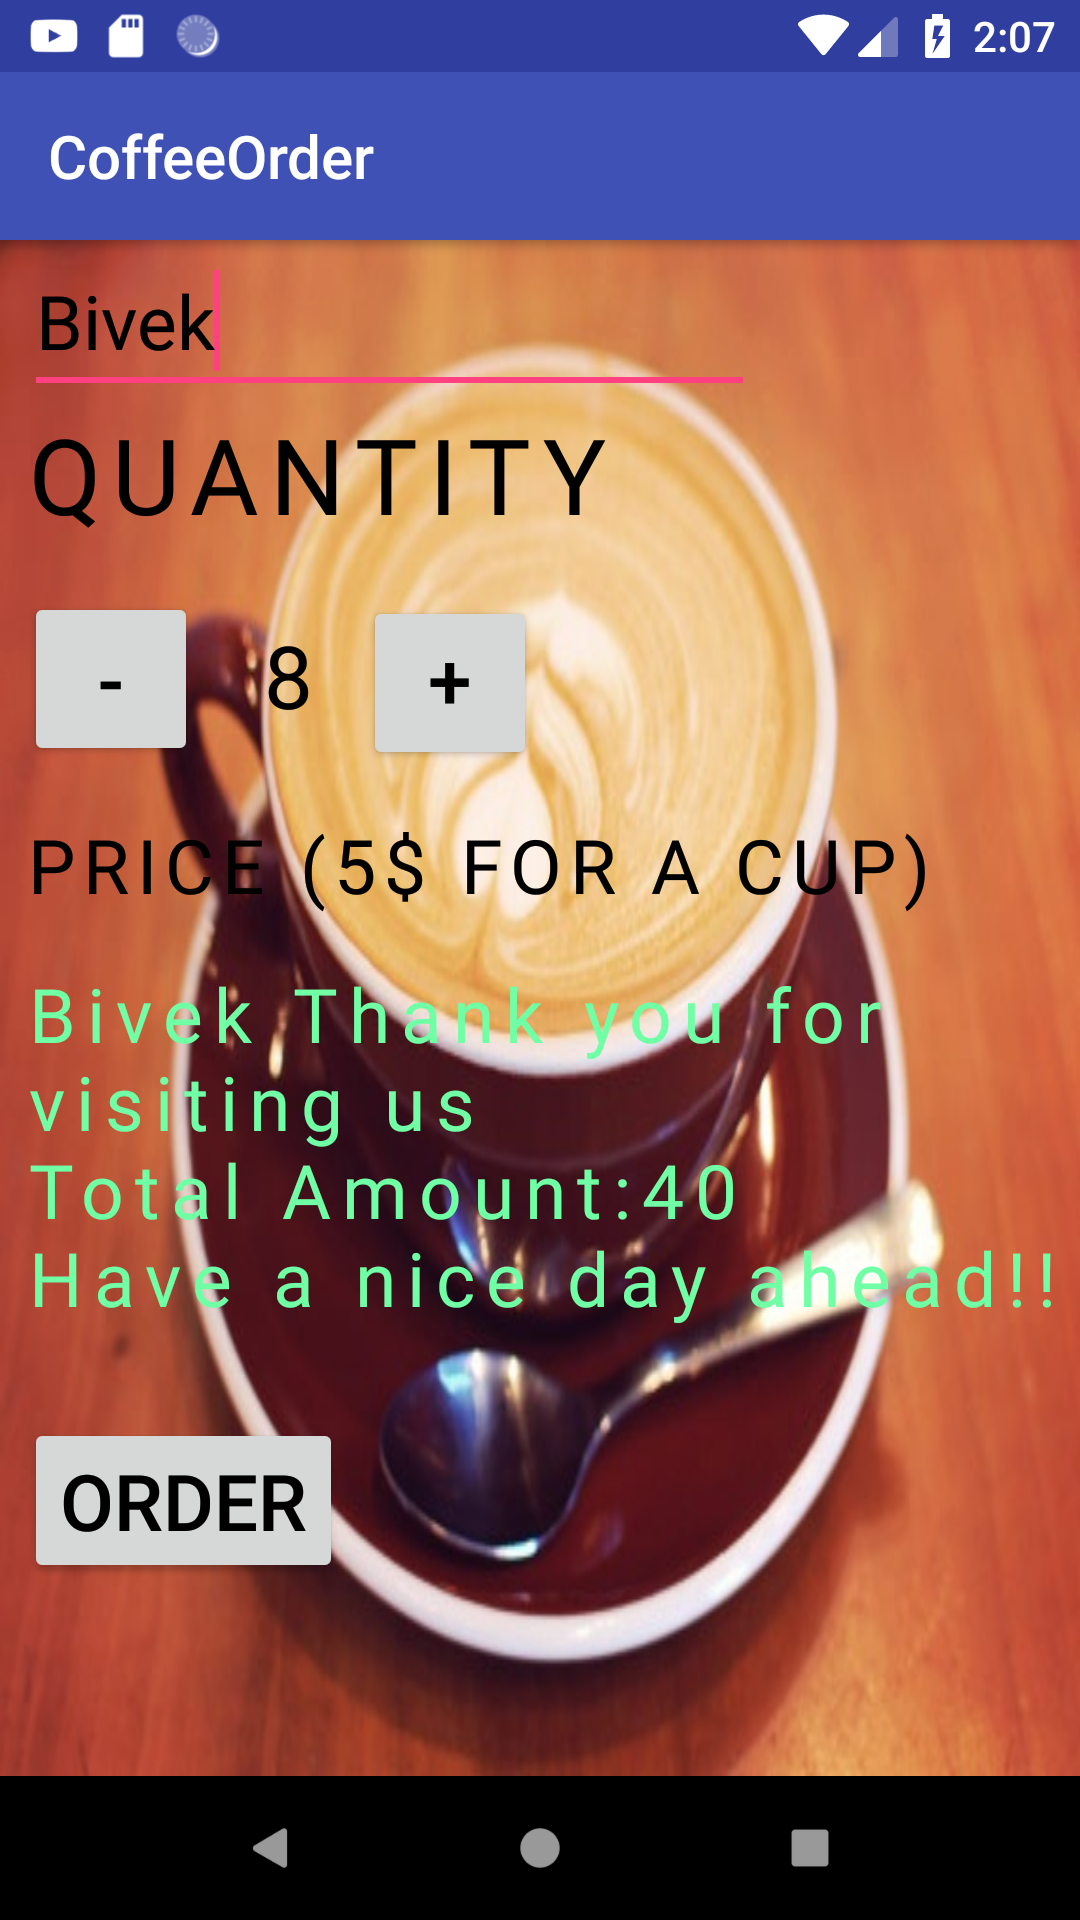 2:07
CoffeeOrder
Bivek
QUANTITY
- 8 +
PRICE (5$ FOR A CUP)
Bivek Thank you for
visiting us
Total Amount:40
Have a nice day ahead!!
ORDER